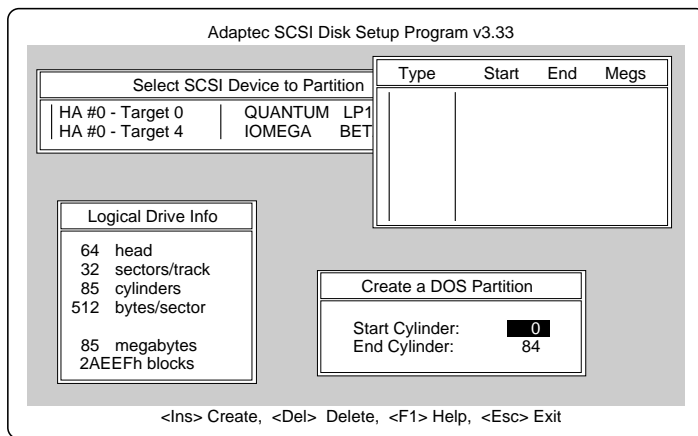 Adaptec SCSI Disk Setup Program v3.33
Select SCSI Device to Partition
HA #0 - Target 0 QUANTUM LP1
HA #0 - Target 4 IOMEGA BET
Type Start End Megs
Logical Drive Info
64 head
32 sectors/track
85 cylinders
512 bytes/sector
85 megabytes
2AEEFh blocks
Create a DOS Partition
Start Cylinder: 0
End Cylinder: 84
<Ins> Create, <Del> Delete, <F1> Help, <Esc> Exit